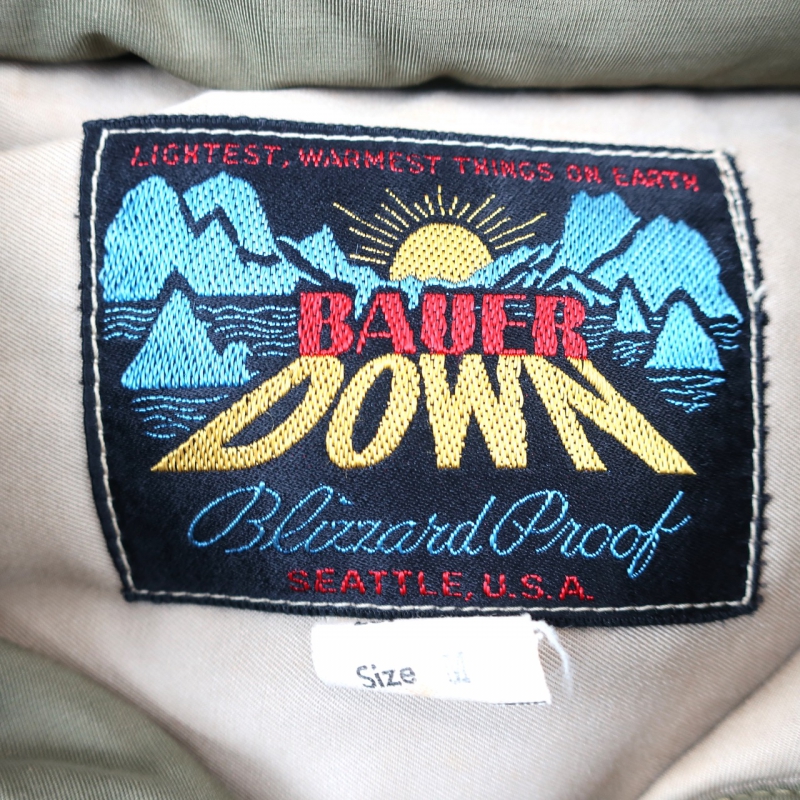 LIGHTEST, WARMEST THINGS ON EARTH
BAUER
DOWN
Blizzard Proof
SEATTLE, U.S.A.
Size